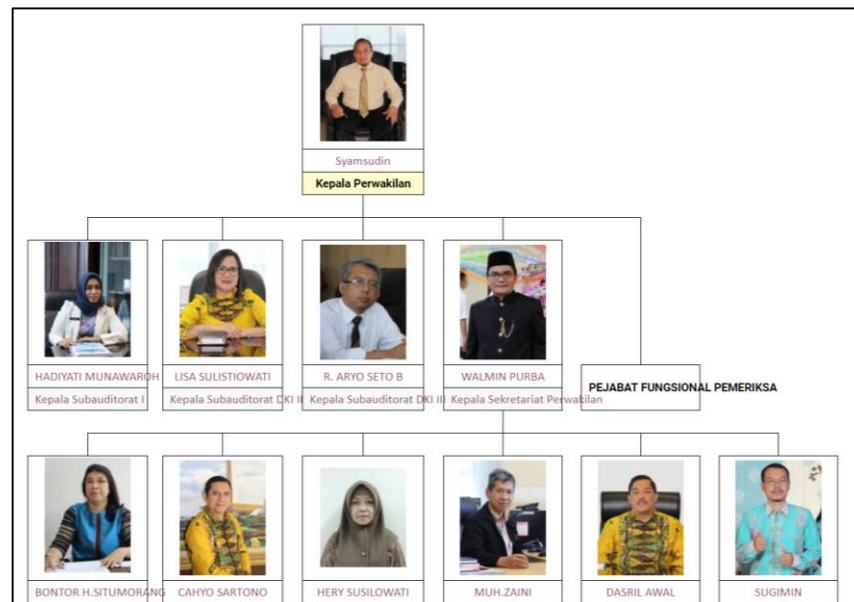 Syamsudin
Kepala Perwakilan
HADIYATI MUNAWAROH
LISA SULISTIOWATI
R. ARYO SETO B
WALMIN PURBA
PEJABAT FUNGSIONAL PEMERIKSA
Kepala Subauditorat I
Kepala Subauditorat DKI II
Kepala Subauditorat DKI III
Kepala Sekretariat Perwakilan
BONTOR H.SITUMORANG
CAHYO SARTONO
HERY SUSILOWATI
MUH.ZAINI
DASRIL AWAL
SUGIMIN